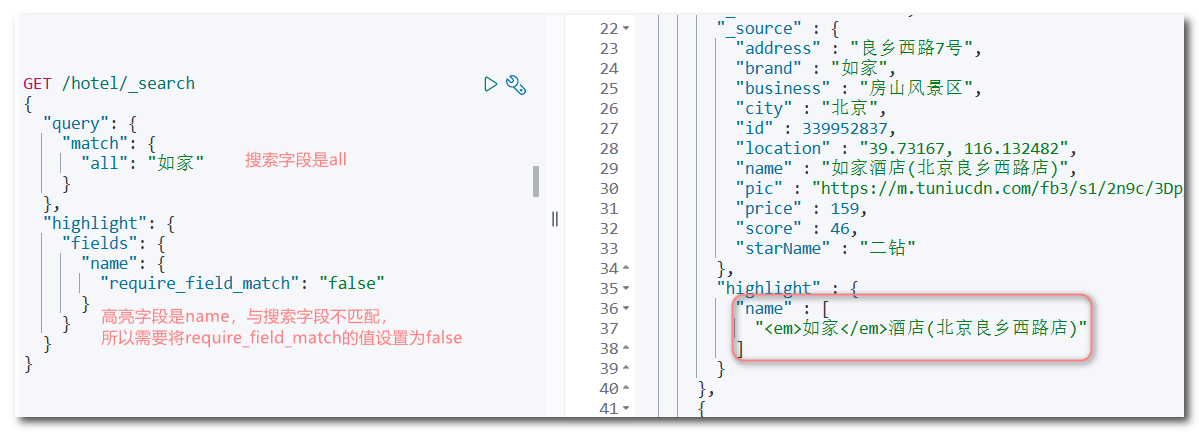 GET /hotel/_search
{
"query": {
"match": {
"all": "如家"
搜索字段是all
}
},
"highlight": {
"fields": {
"name": {
"require_field_match": "false"
}
高亮字段是name，与搜索字段不匹配，
}
所以需要将require_field_match的值设置为false
}
}
22 "_source" : {
23 "address" : "良乡西路7号",
24 "brand" : "如家",
25 "business" : "房山风景区",
26 "city" : "北京",
27 "id" : 339952837,
28 "location" : "39.73167, 116.132482",
29 "name" : "如家酒店(北京良乡西路店)",
30 "pic" : "https://m.tuniucdn.com/fb3/s1/2n9c/3Dp
31 "price" : 159,
32 "score" : 46,
33 "starName" : "二钻"
34 },
35 "highlight" : {
36 "name" : [
37 "<em>如家</em>酒店(北京良乡西路店)"
38 ]
39 }
40 },
41 {